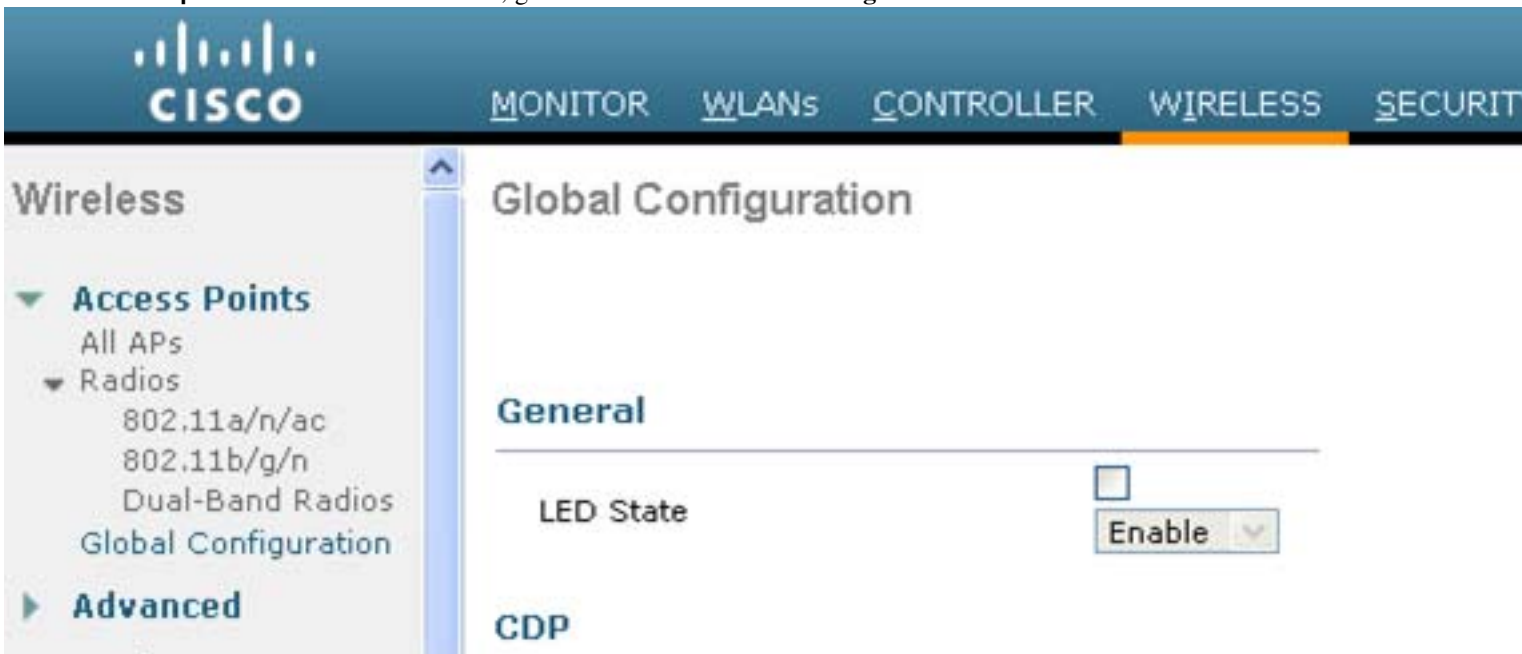 CISCO
MONITOR WLANs CONTROLLER WIRELESS SECURIT
Wireless
Access Points
All APs
Radios
802.11a/n/ac
802.11b/g/n
Dual-Band Radios
Global Configuration
Advanced
Global Configuration
General
LED State
Enable
CDP